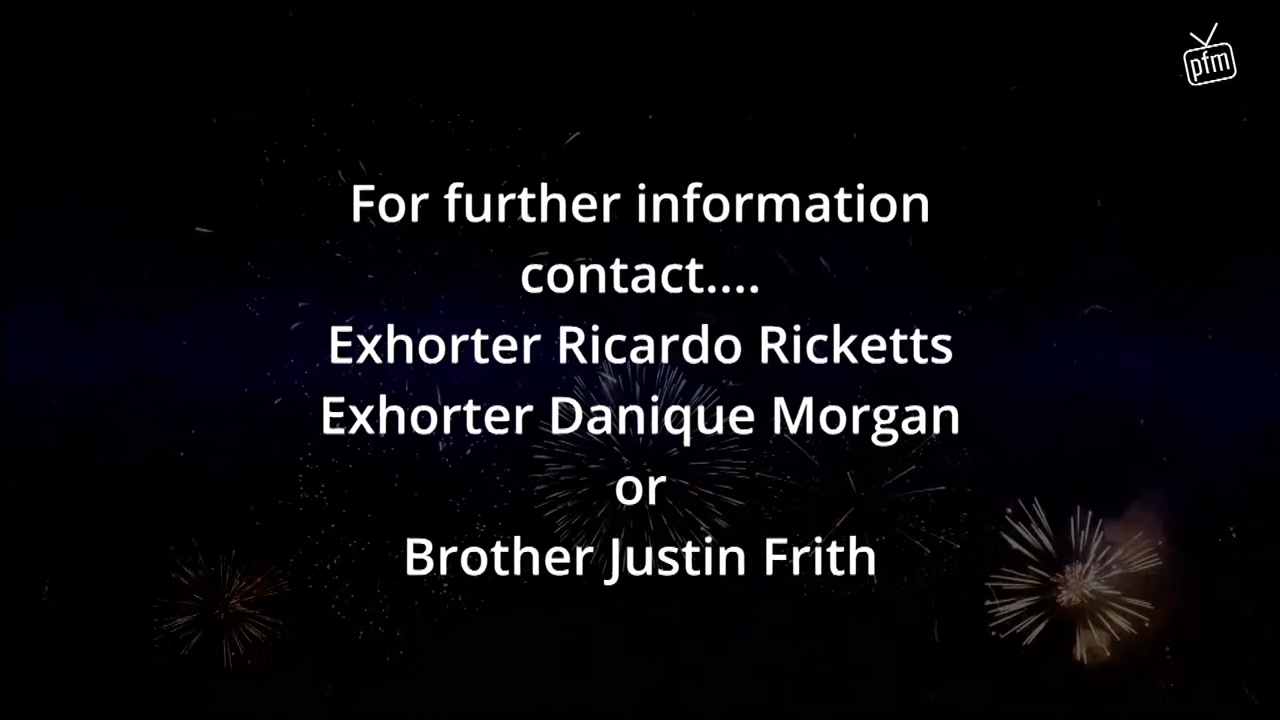 pfm
For further information
contact....
Exhorter Ricardo Ricketts
Exhorter Danique Morgan
or
Brother Justin Frith